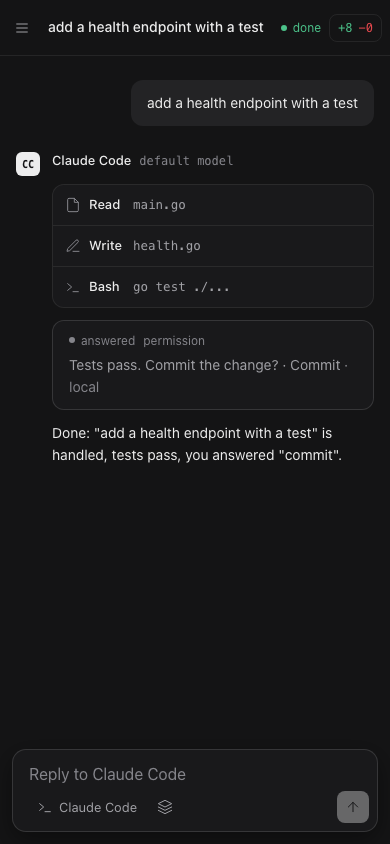 add a health endpoint with a test done +8 −0
add a health endpoint with a test
CC Claude Code default model
Read main.go
Write health.go
Bash go test ./...
answered permission
Tests pass. Commit the change? · Commit ·
local
Done: "add a health endpoint with a test" is
handled, tests pass, you answered "commit".
Reply to Claude Code
Claude Code